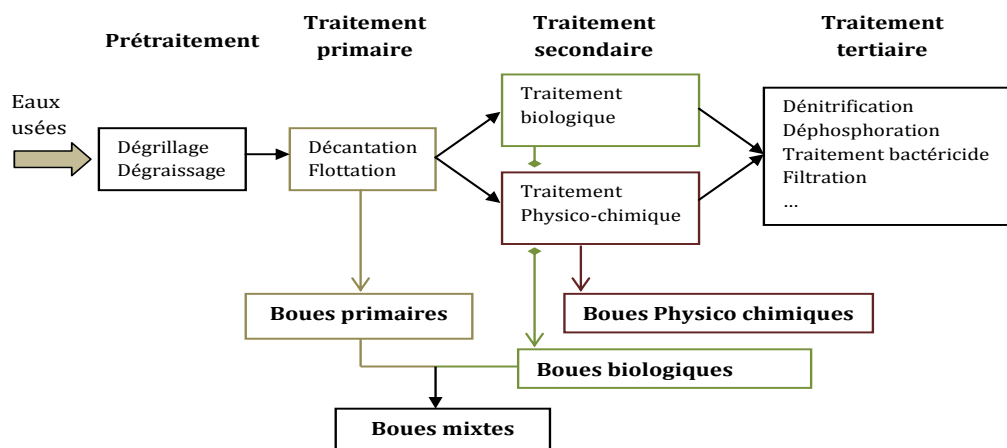 Prétraitement
Traitement
primaire
Traitement
secondaire
Traitement
tertiaire
Eaux
usées
Dégrillage
Dégraissage
Décantation
Flottation
Traitement
biologique
Traitement
Physico-chimique
Dénitrification
Déphosphoration
Traitement bactéricide
Filtration
...
Boues primaires
Boues Physico chimiques
Boues biologiques
Boues mixtes